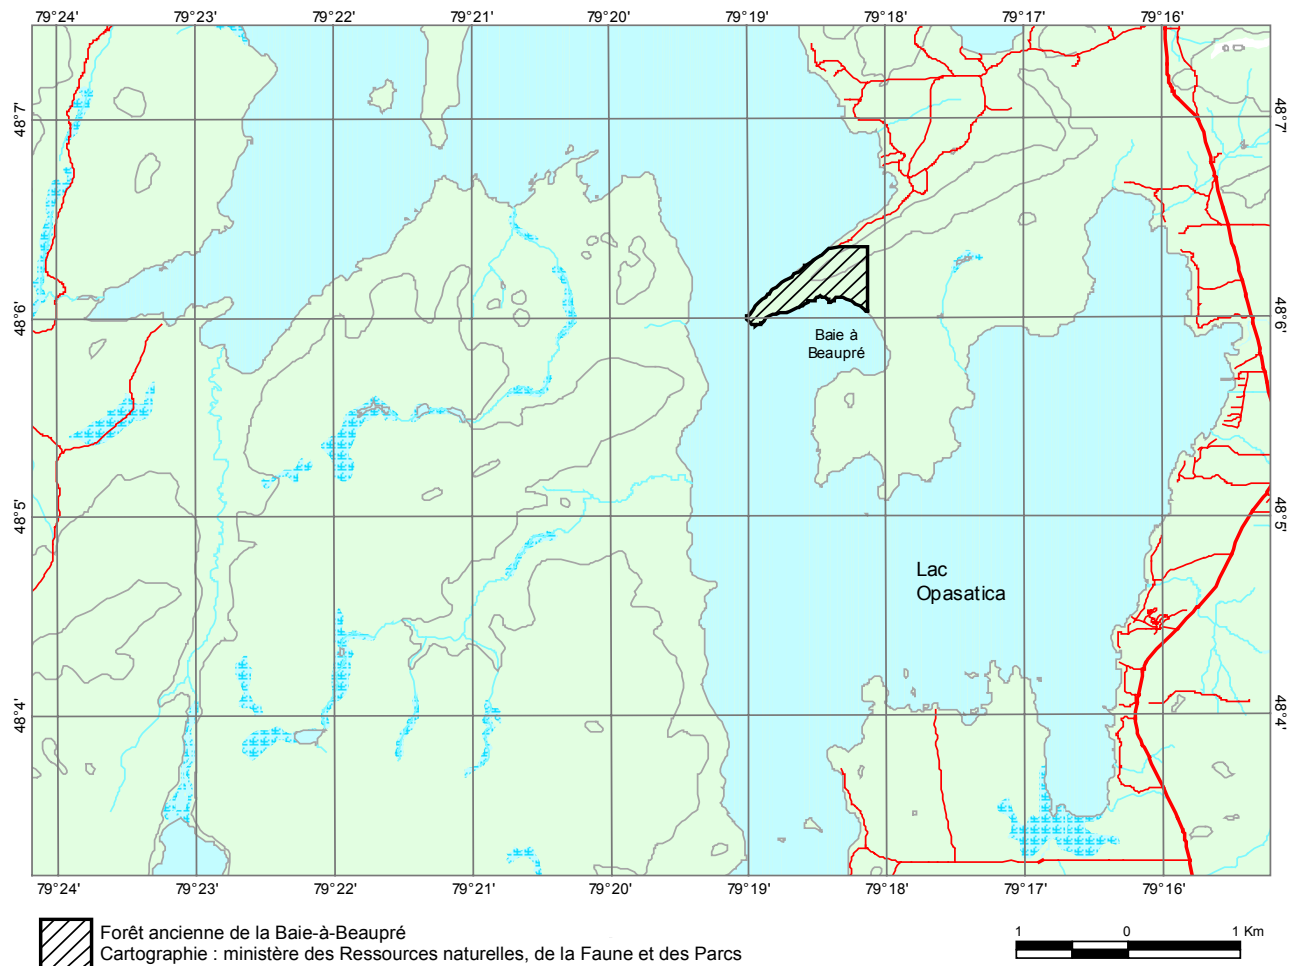 79°24' 79°23' 79°22' 79°21' 79°20' 79°19' 79°18' 79°17' 79°16'
48°7' 48°7'
48°6' 48°6'
Baie à
Beaupré
48°5' 48°5'
Lac
Opasatica
48°4' 48°4'
79°24' 79°23' 79°22' 79°21' 79°20' 79°19' 79°18' 79°17' 79°16'
Forêt ancienne de la Baie-à-Beaupré
Cartographie : ministère des Ressources naturelles, de la Faune et des Parcs
1 0 1 Km